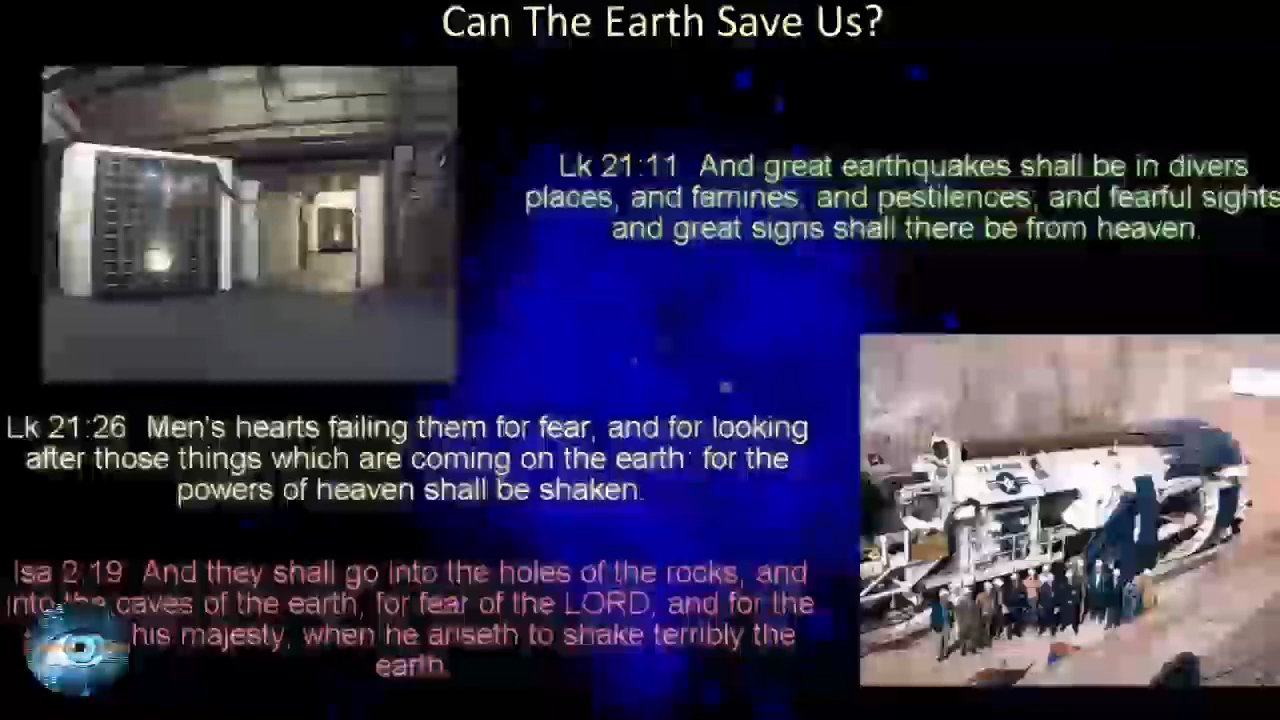 Can The Earth Save Us?
Lk 21:11 And great earthquakes shall be in divers
places, and famines, and pestilences; and fearful sights
and great signs shall there be from heaven.
Lk 21:26 Men's hearts failing them for fear, and for looking
after those things which are coming on the earth: for the
powers of heaven shall be shaken.
Isa 2:19 And they shall go into the holes of the rocks, and
into the caves of the earth, for fear of the LORD, and for the
his majesty, when he ariseth to shake terribly the
earth.